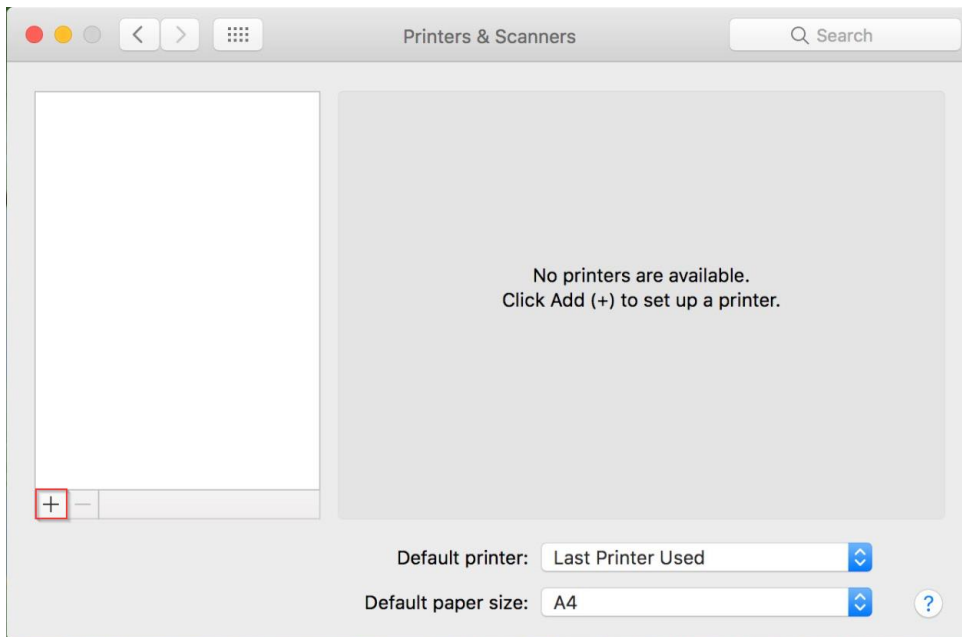 Printers & Scanners
Search
No printers are available.
Click Add (+) to set up a printer.
Default printer: Last Printer Used
Default paper size: A4
?